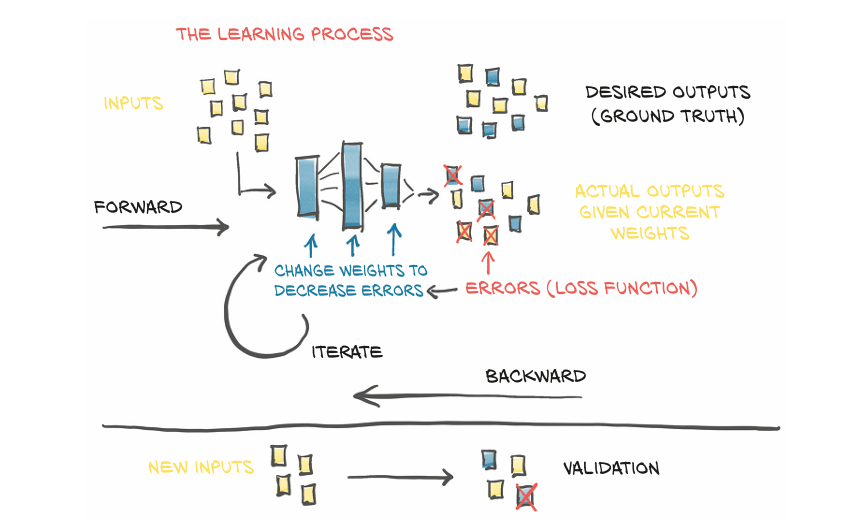 THE LEARNING PROCESS
INPUTS
DESIRED OUTPUTS
(GROUND TRUTH)
FORWARD
ACTUAL OUTPUTS
GIVEN CURRENT
WEIGHTS
CHANGE WEIGHTS TO
DECREASE ERRORS
ERRORS (LOSS FUNCTION)
ITERATE
BACKWARD
NEW INPUTS
VALIDATION